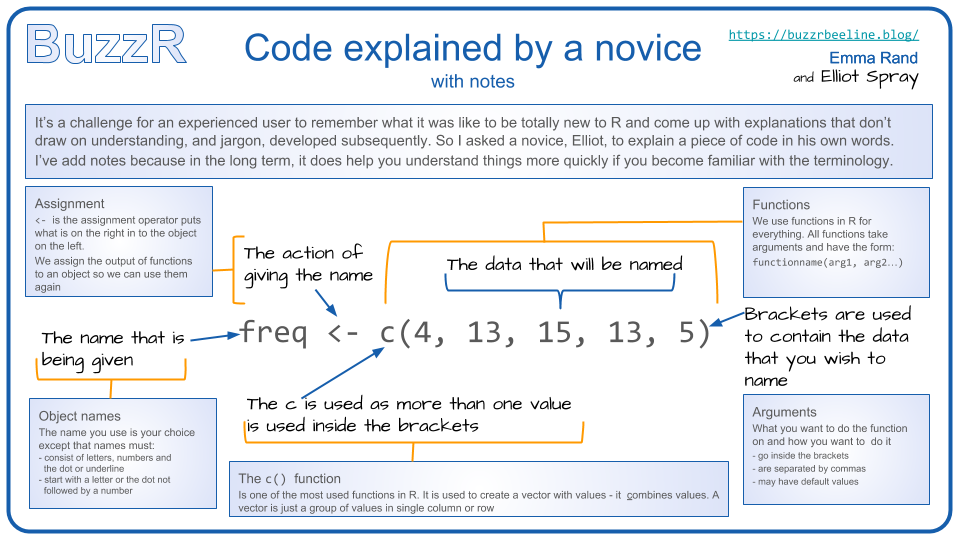 BuzzR
Code explained by a novice
with notes
https://buzzrbeeline.blog/
Emma Rand
and Elliot Spray
It’s a challenge for an experienced user to remember what it was like to be totally new to R and come up with explanations that don’t
draw on understanding, and jargon, developed subsequently. So I asked a novice, Elliot, to explain a piece of code in his own words.
I’ve add notes because in the long term, it does help you understand things more quickly if you become familiar with the terminology.
Assignment
<- is the assignment operator puts
what is on the right in to the object
on the left.
We assign the output of functions
to an object so we can use them
again
The action of
giving the name
The data that will be named
Functions
We use functions in R for
everything. All functions take
arguments and have the form:
functionname(arg1, arg2…)
The name that is
being given
freq <- c(4, 13, 15, 13, 5)
Brackets are used
to contain the data
that you wish to
name
The c is used as more than one value
is used inside the brackets
Object names
The name you use is your choice
except that names must:
- consist of letters, numbers and
the dot or underline
- start with a letter or the dot not
followed by a number
The c() function
Is one of the most used functions in R. It is used to create a vector with values - it combines values. A
vector is just a group of values in single column or row
Arguments
What you want to do the function
on and how you want to do it
- go inside the brackets
- are separated by commas
- may have default values